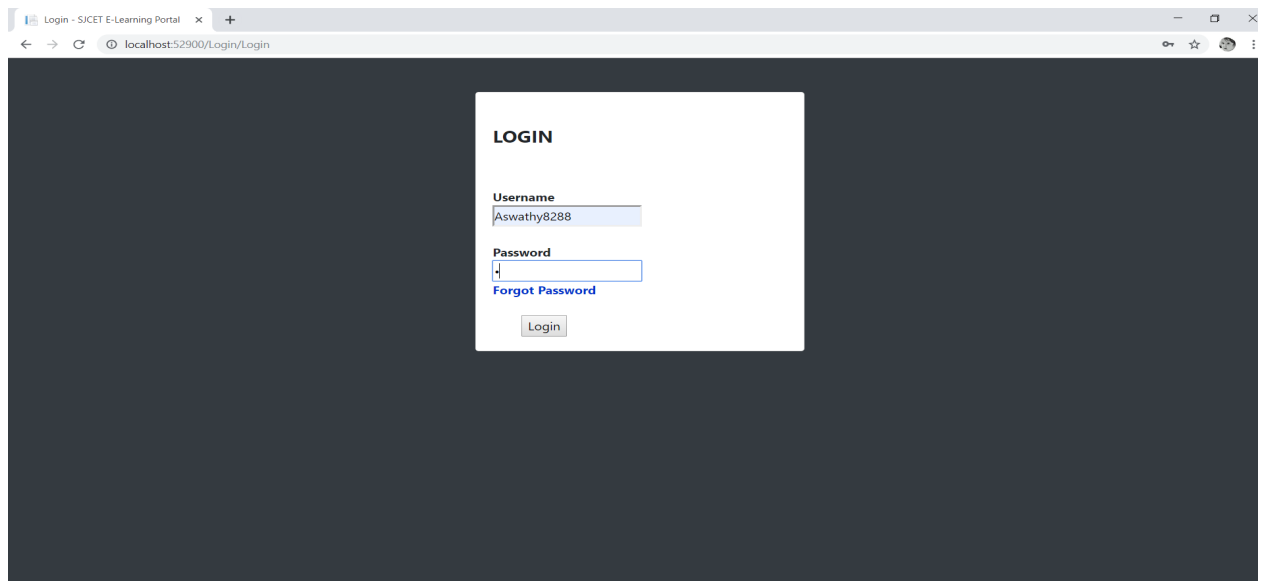 Login - SJCET E-Learning Portal
localhost:52900/Login/Login
LOGIN
Username
Aswathy8288
Password
Forgot Password
Login